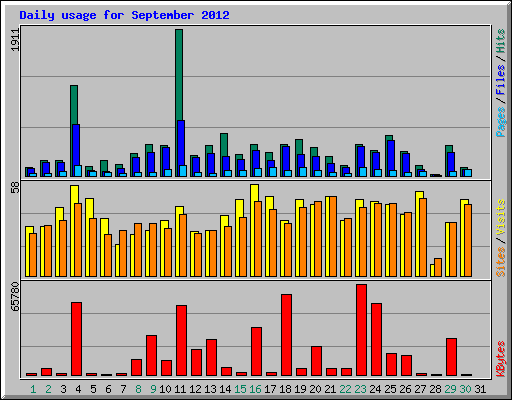 Daily usage for September 2012
1911
58
65780
Pages / Files / Hits
Sites / Visits
KBytes
1 2 3 4 5 6 7 8 9 10 11 12 13 14 15 16 17 18 19 20 21 22 23 24 25 26 27 28 29 30 31